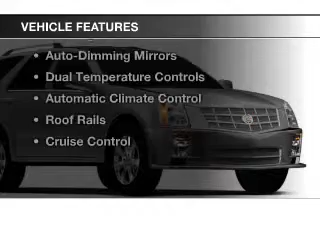 VEHICLE FEATURES
• Auto-Dimming Mirrors
• Dual Temperature Controls
• Automatic Climate Control
• Roof Rails
• Cruise Control